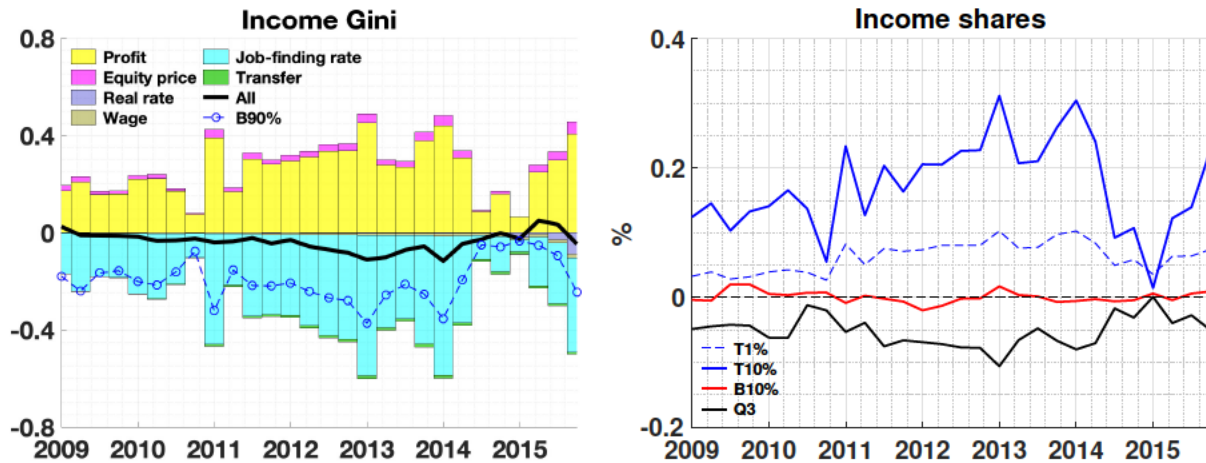 Income Gini
0.8
0.4
0
-0.4
-0.8
Profit
Equity price
Real rate
Wage
Job-finding rate
Transfer
All
B90%
2009 2010 2011 2012 2013 2014 2015
Income shares
%
0.4
0.2
0
-0.2
T1%
T10%
B10%
Q3
2009 2010 2011 2012 2013 2014 2015